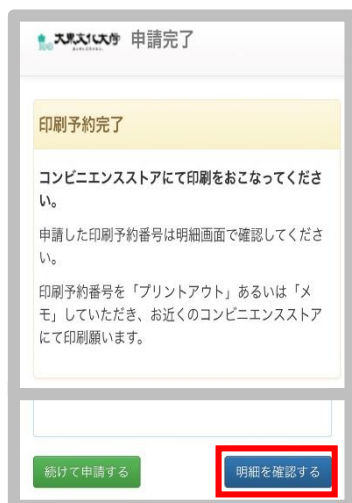 大東文化大学 申請完了
印刷予約完了
コンビニエンスストアにて印刷をおこなってくださ
い。
申請した印刷予約番号は明細画面で確認してくださ
い。
印刷予約番号を「プリントアウト」あるいは「メ
モ」していただき、お近くのコンビニエンスストア
にて印刷願います。
続けて申請する
明細を確認する